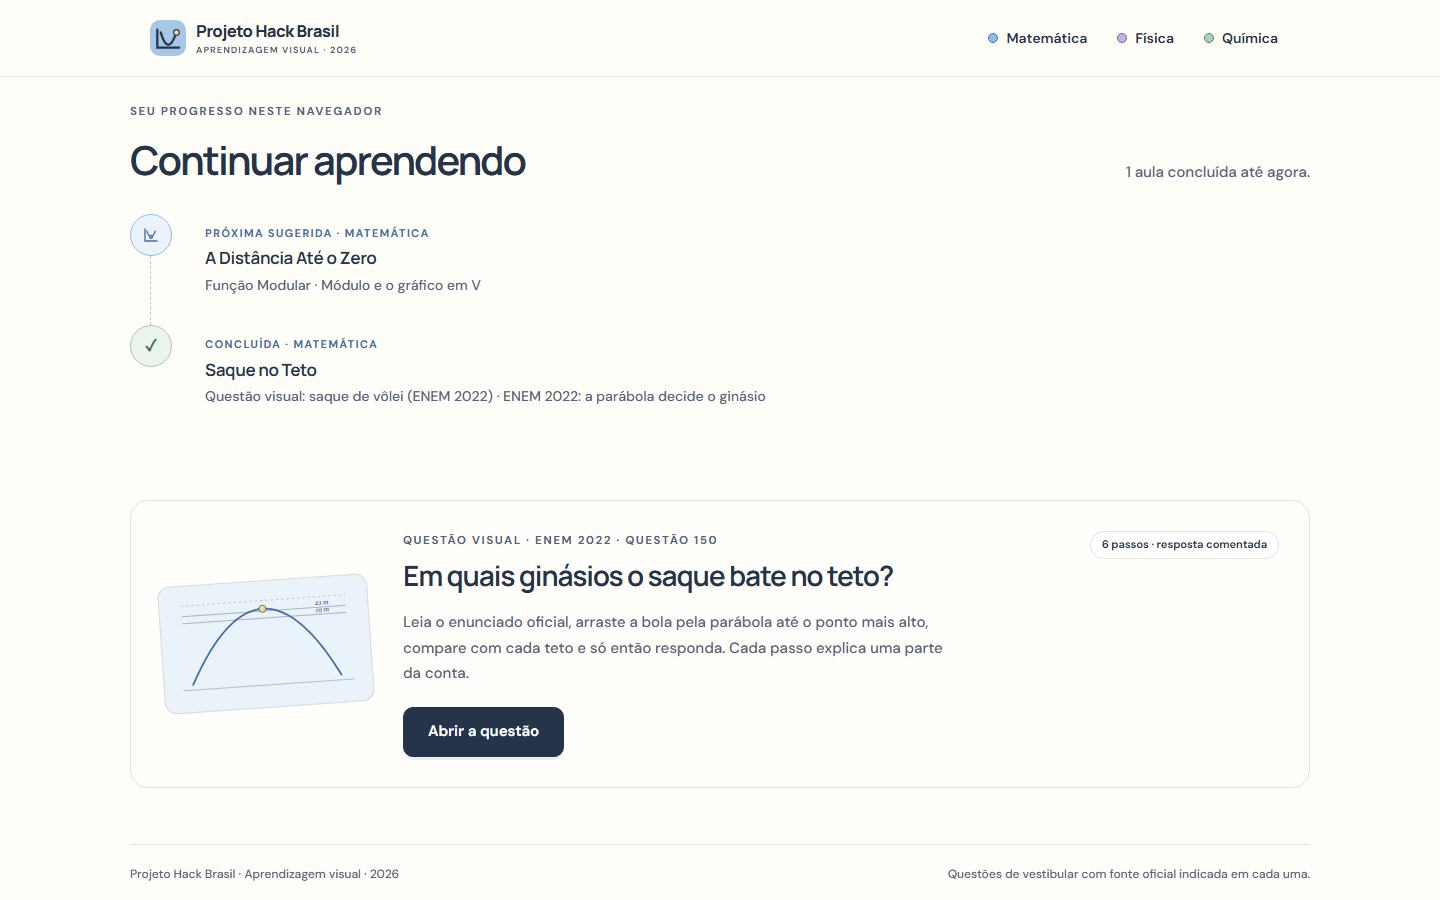 Projeto Hack Brasil
APRENDIZAGEM VISUAL · 2026
Matemática
Física
Química
SEU PROGRESSO NESTE NAVEGADOR
Continuar aprendendo
1 aula concluída até agora.
PRÓXIMA SUGERIDA · MATEMÁTICA
A Distância Até o Zero
Função Modular · Módulo e o gráfico em V
CONCLUÍDA · MATEMÁTICA
Saque no Teto
Questão visual: saque de vôlei (ENEM 2022) · ENEM 2022: a parábola decide o ginásio
QUESTÃO VISUAL · ENEM 2022 · QUESTÃO 150
6 passos · resposta comentada
Em quais ginásios o saque bate no teto?
21 m
19 m
Leia o enunciado oficial, arraste a bola pela parábola até o ponto mais alto,
compare com cada teto e só então responda. Cada passo explica uma parte
da conta.
Abrir a questão
Projeto Hack Brasil · Aprendizagem visual · 2026
Questões de vestibular com fonte oficial indicada em cada uma.